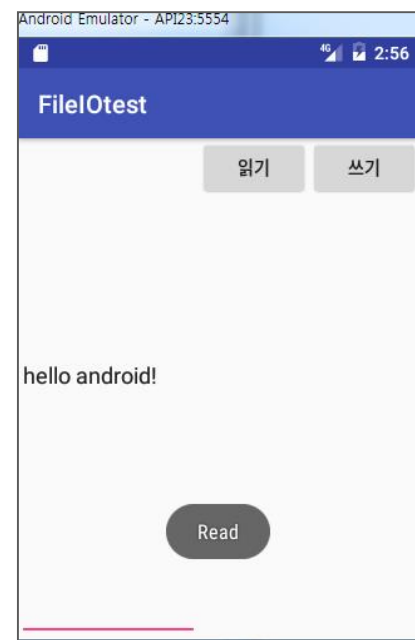 Android Emulator - API23:5554
4G 2:56
FileIOtest
읽기 쓰기
hello android!
Read